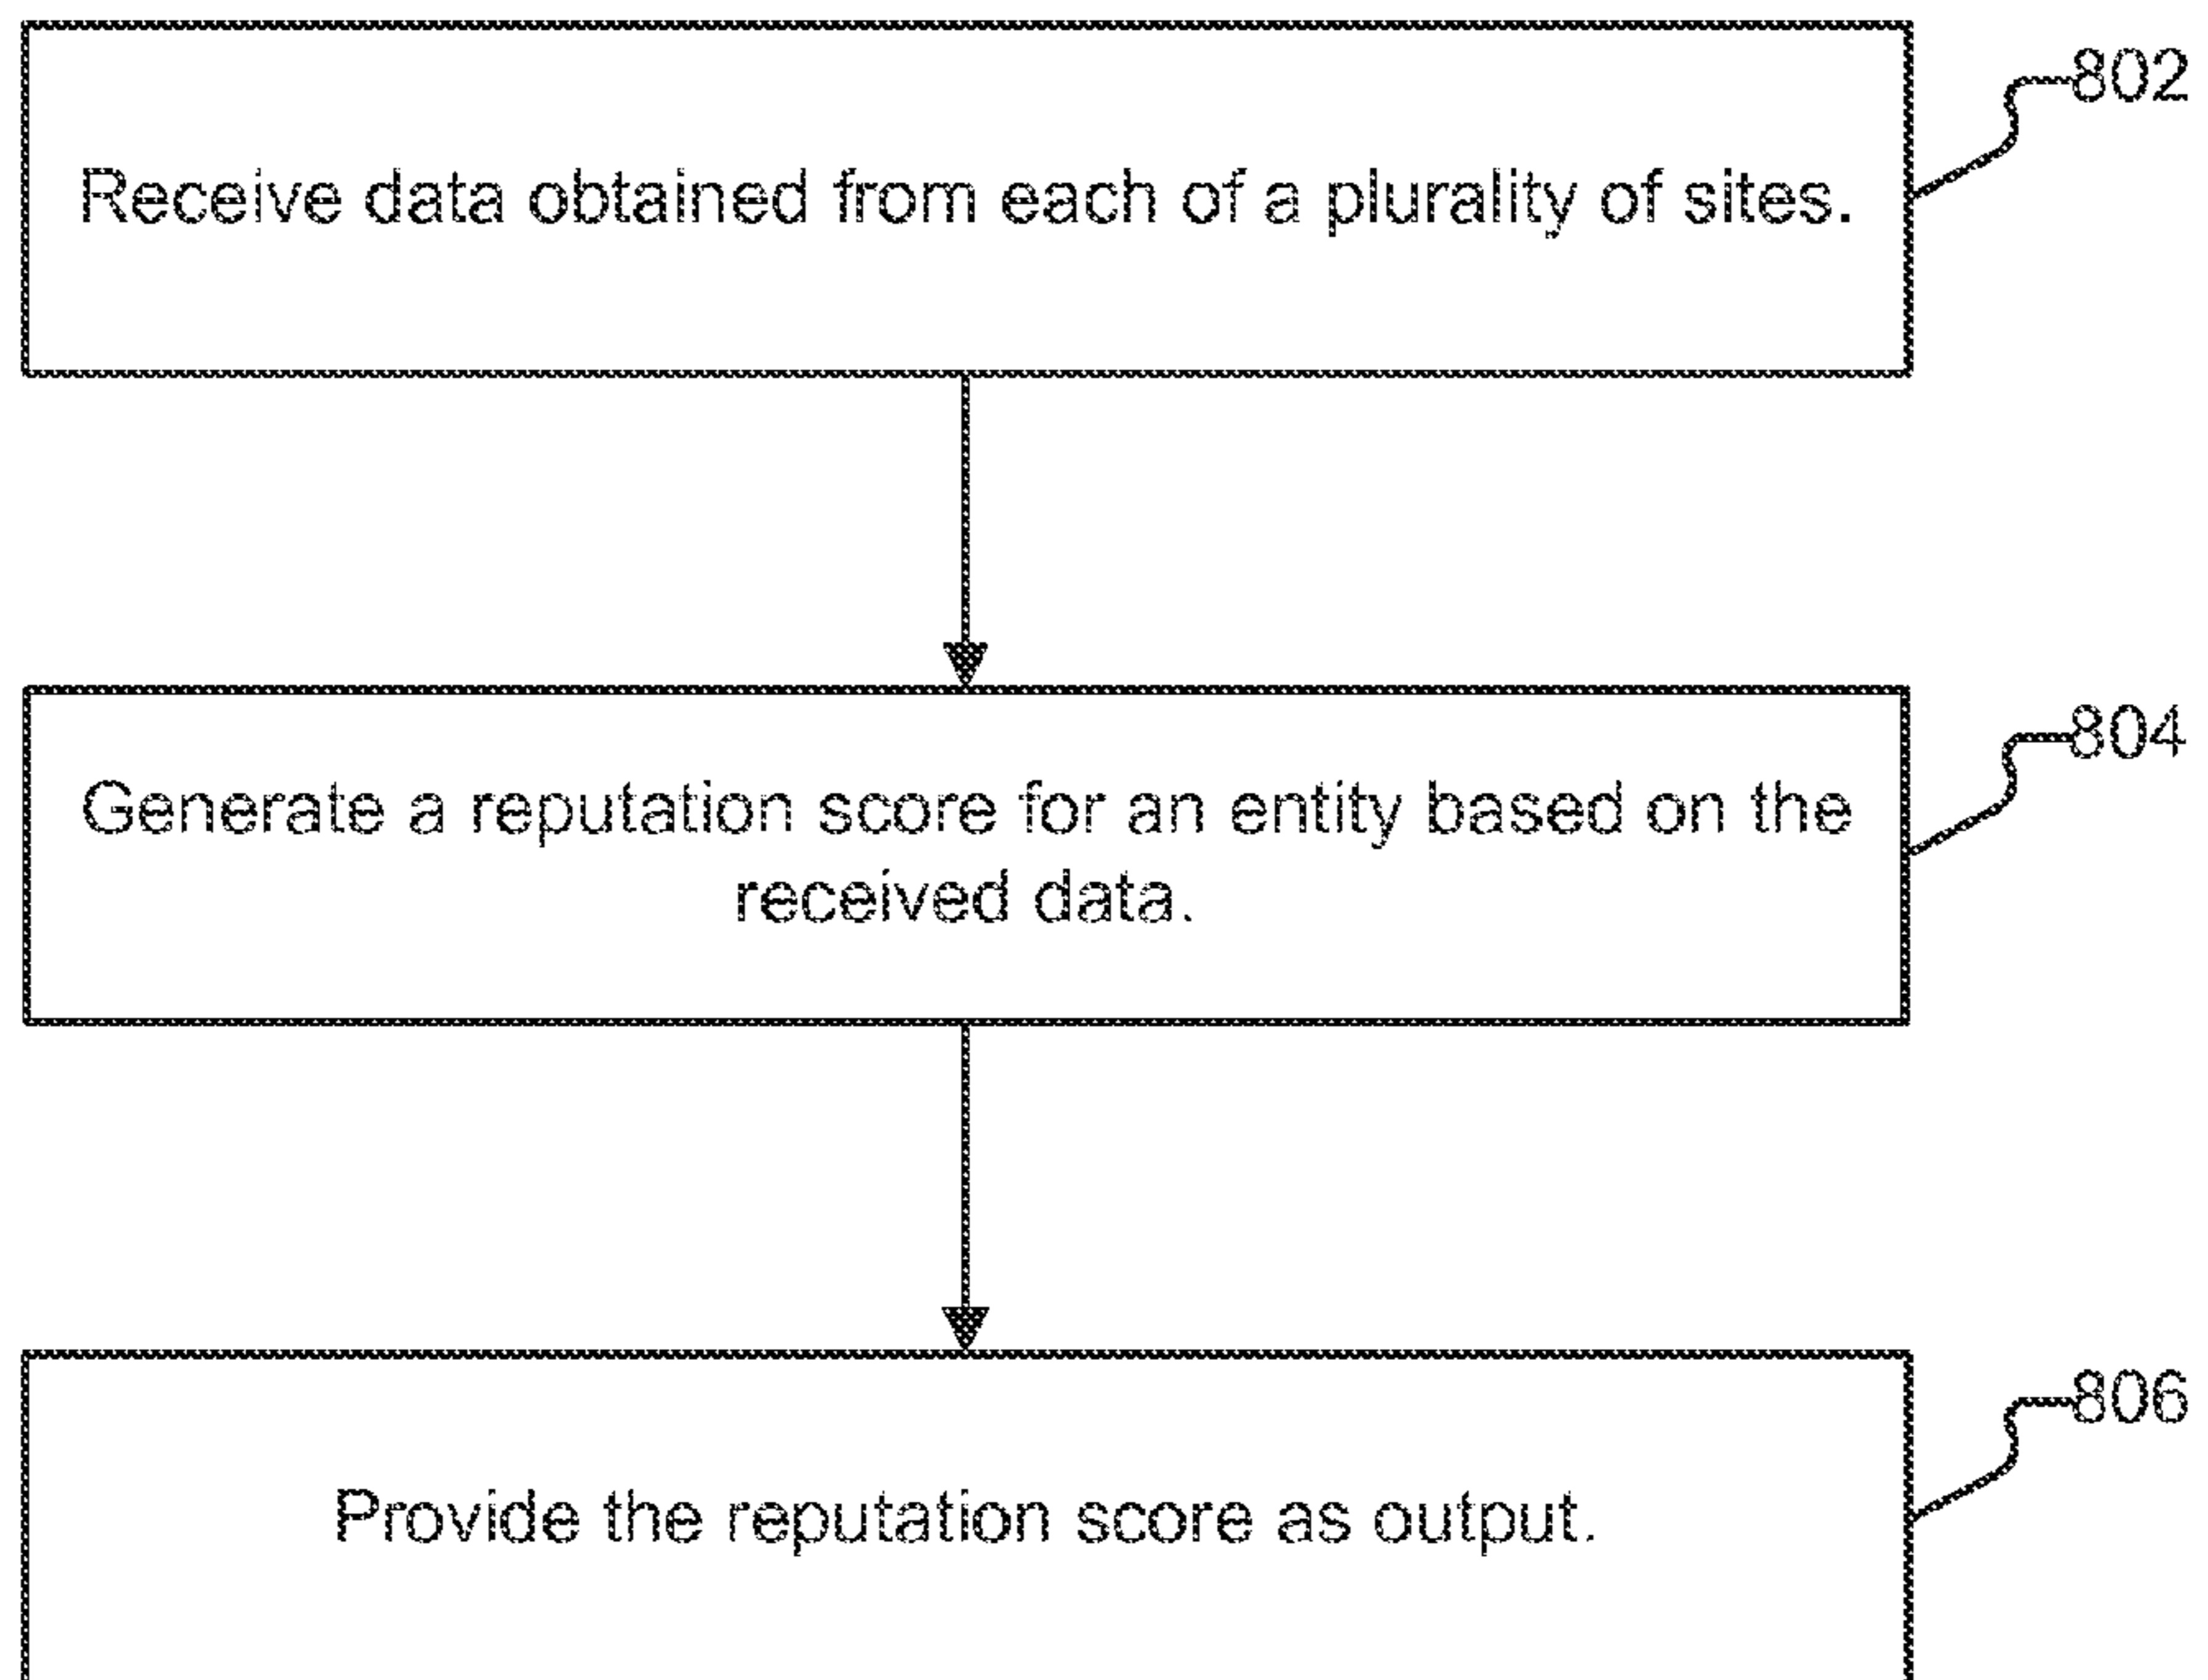 802
Receive data obtained from each of a plurality of sites.
804
Generate a reputation score for an entity based on the
received data.
806
Provide the reputation score as output.